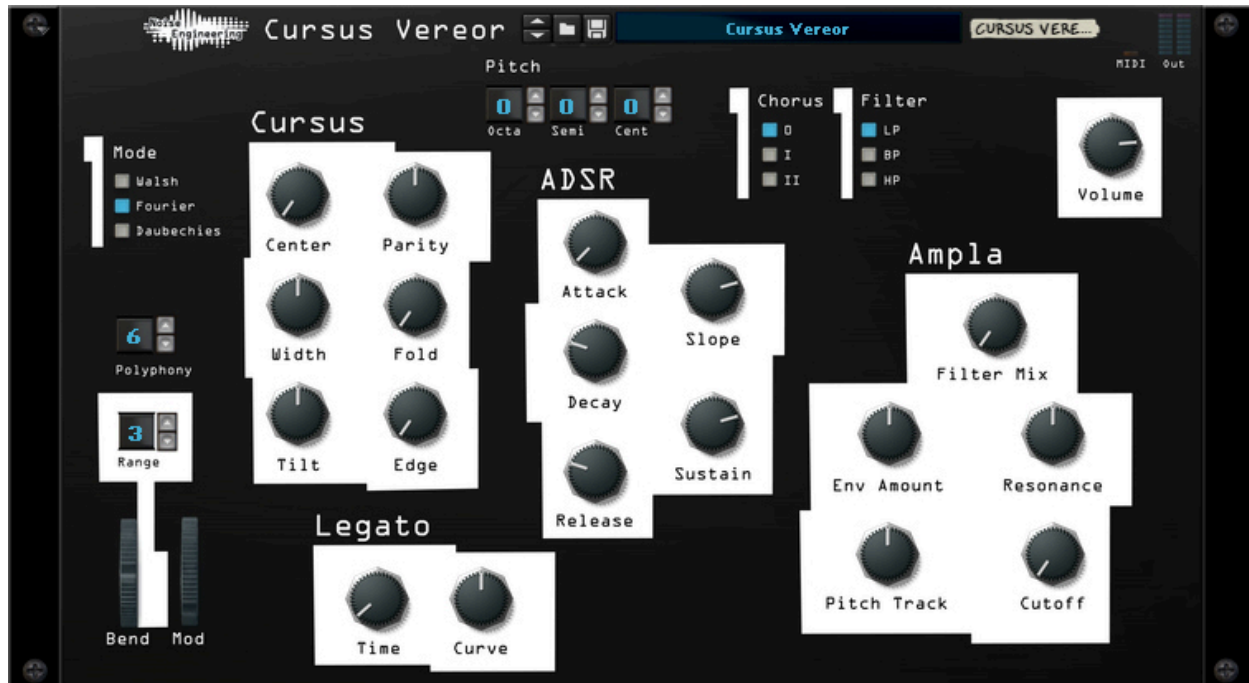 Noise Engineering
Cursus Vereor
Cursus Vereor
CURSUS VERE...
MIDI
Out
Pitch
0
0
0
Octa
Semi
Cent
Chorus
0
I
II
Filter
LP
BP
HP
Volume
Mode
Walsh
Fourier
Daubechies
Cursus
Center
Parity
Width
Fold
Tilt
Edge
ADSR
Attack
Slope
Decay
Sustain
Release
Ampla
Filter Mix
Env Amount
Resonance
Pitch Track
Cutoff
6
Polyphony
3
Range
Bend
Mod
Legato
Time
Curve